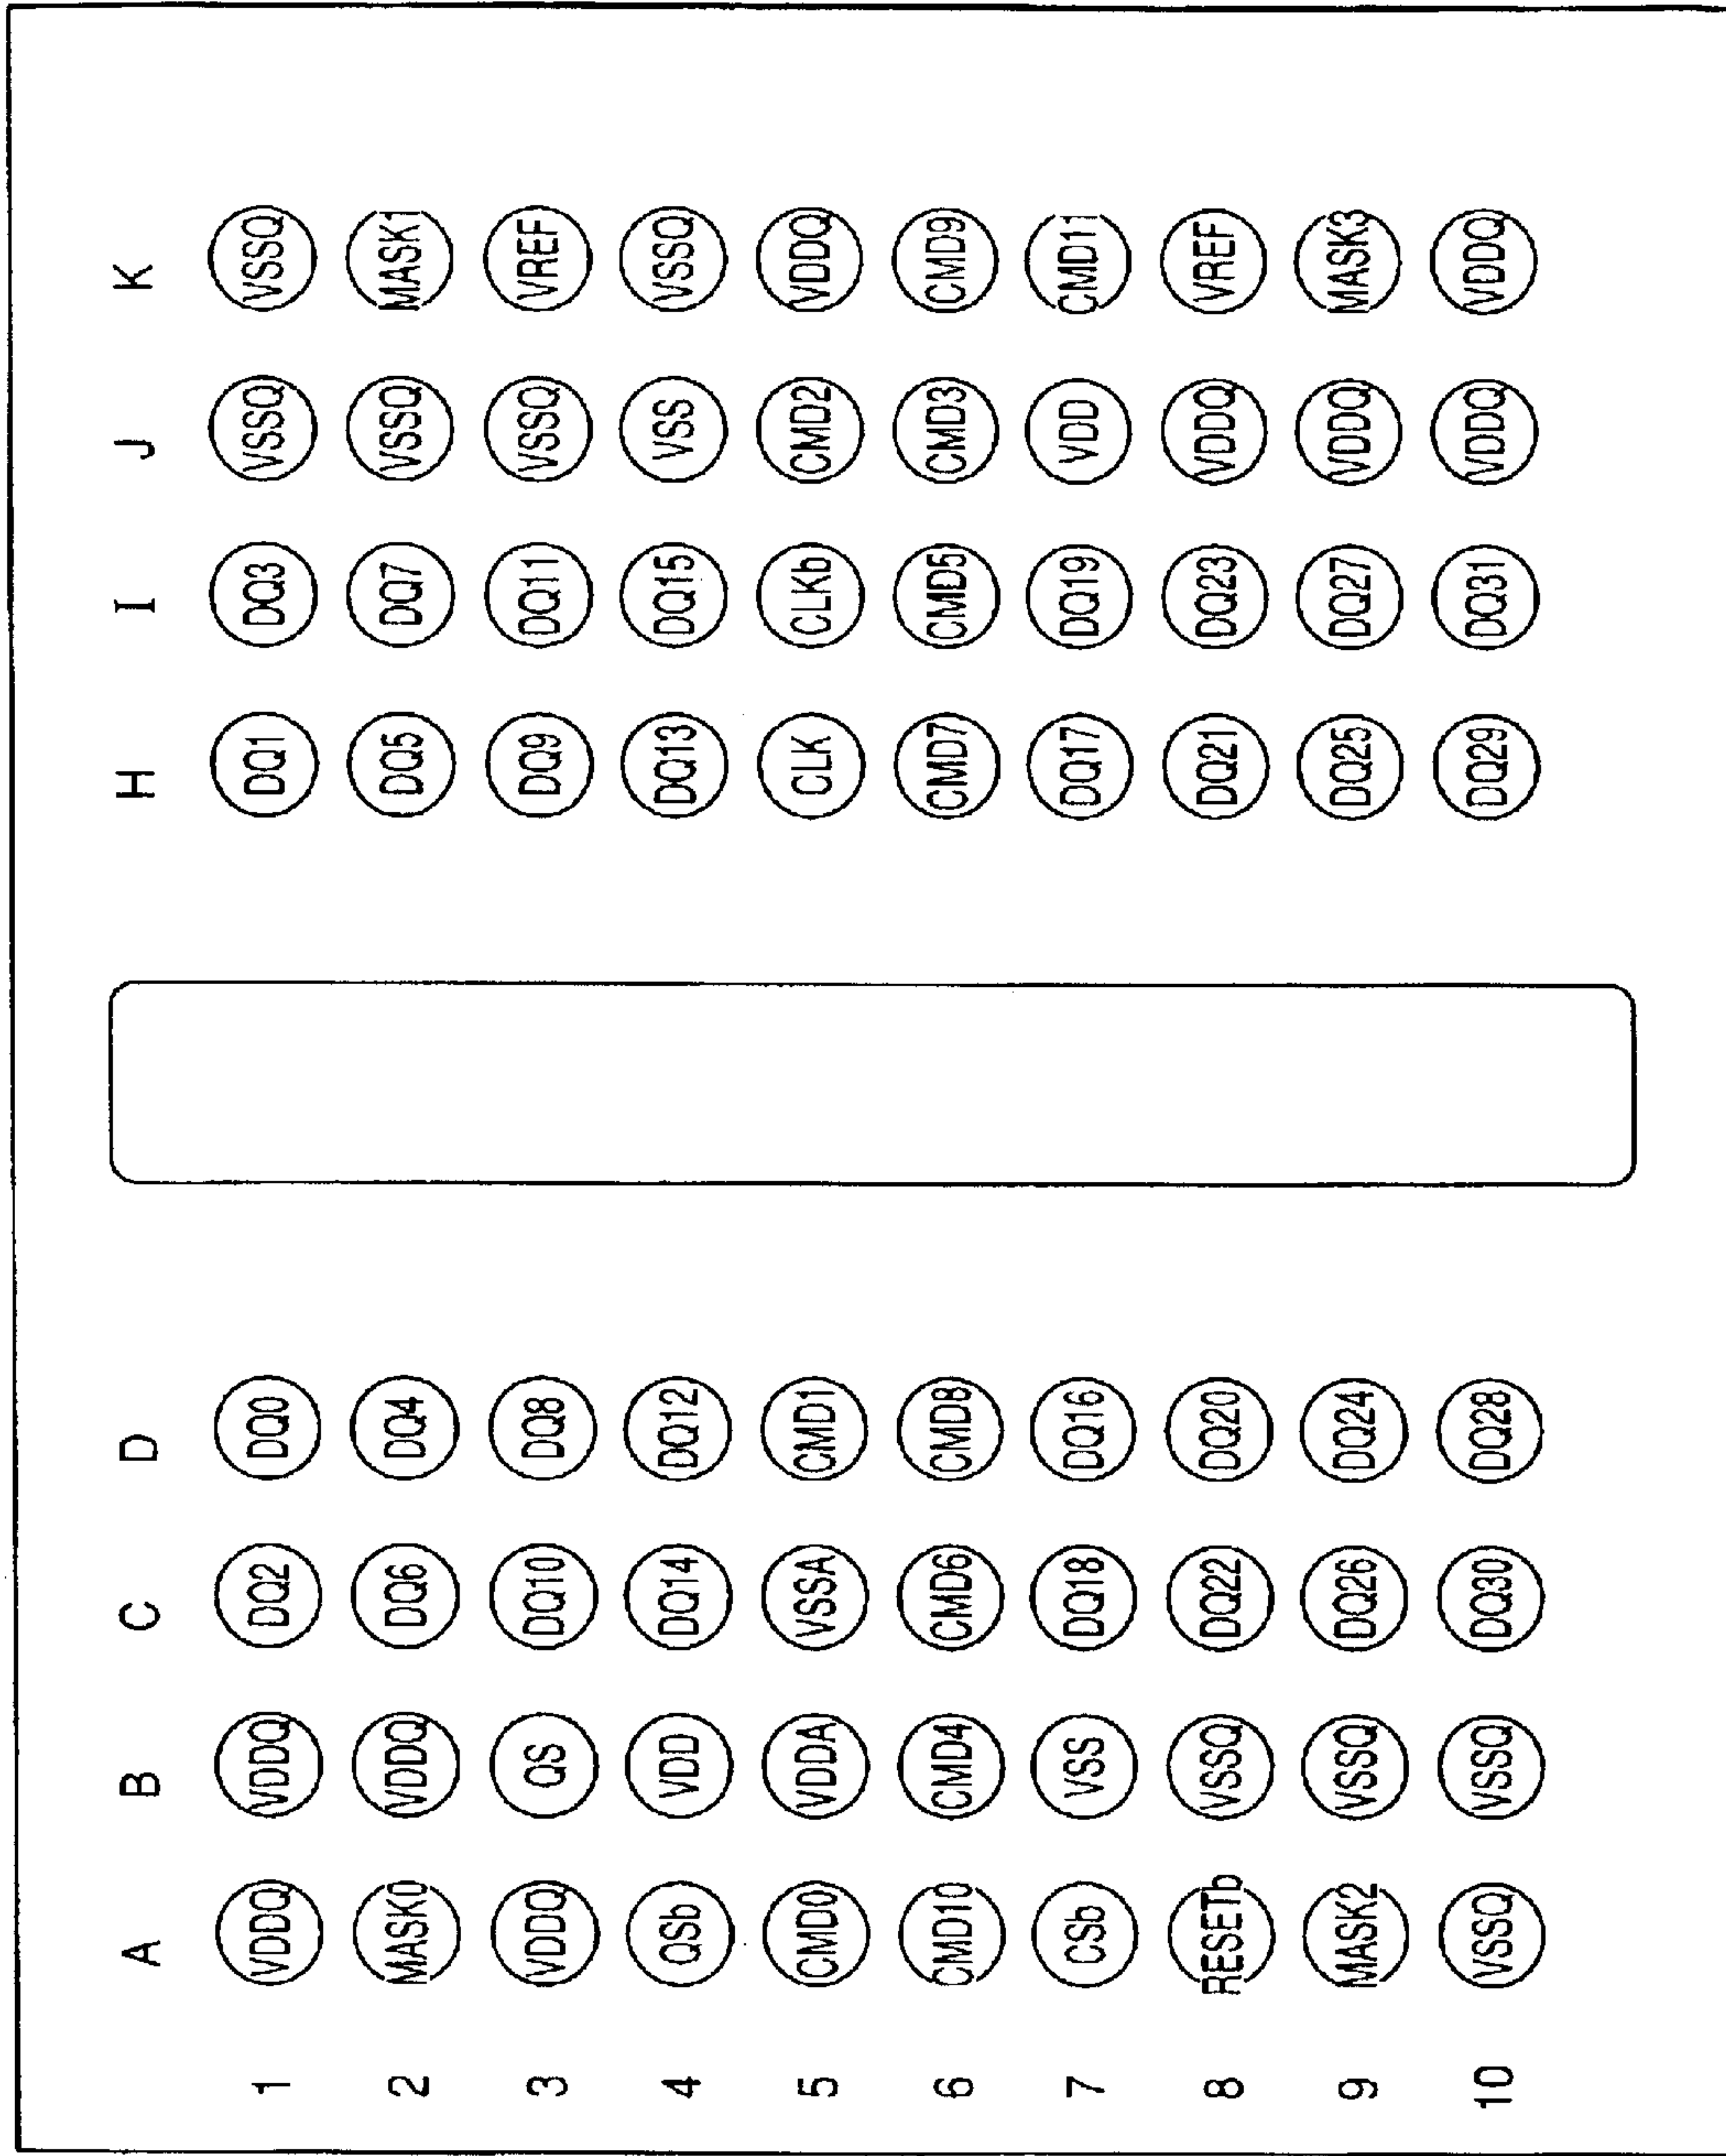 A B C D H I J K
1 VDDQ VDDQ DQ2 DQ0 DQ1 DQ3 VSSQ VSSQ
2 MASK0 VDDQ DQ6 DQ4 DQ5 DQ7 VSSQ MASK1
3 VDDQ QS DQ10 DQ8 DQ9 DQ11 VSSQ VREF
4 QSb VDD DQ14 DQ12 DQ13 DQ15 VSS VSSQ
5 CMD0 VDDA VSSA CMD1 CLK CLKb CMD2 VDDQ
6 CMD10 CMD4 CMD6 CMD8 CMD7 CMD5 CMD3 CMD9
7 CSb VSS DQ18 DQ16 DQ17 DQ19 VDD CMD11
8 RESETb VSSQ DQ22 DQ20 DQ21 DQ23 VDDQ VREF
9 MASK2 VSSQ DQ26 DQ24 DQ25 DQ27 VDDQ MASK3
10 VSSQ VSSQ DQ30 DQ28 DQ29 DQ31 VDDQ VDDQ